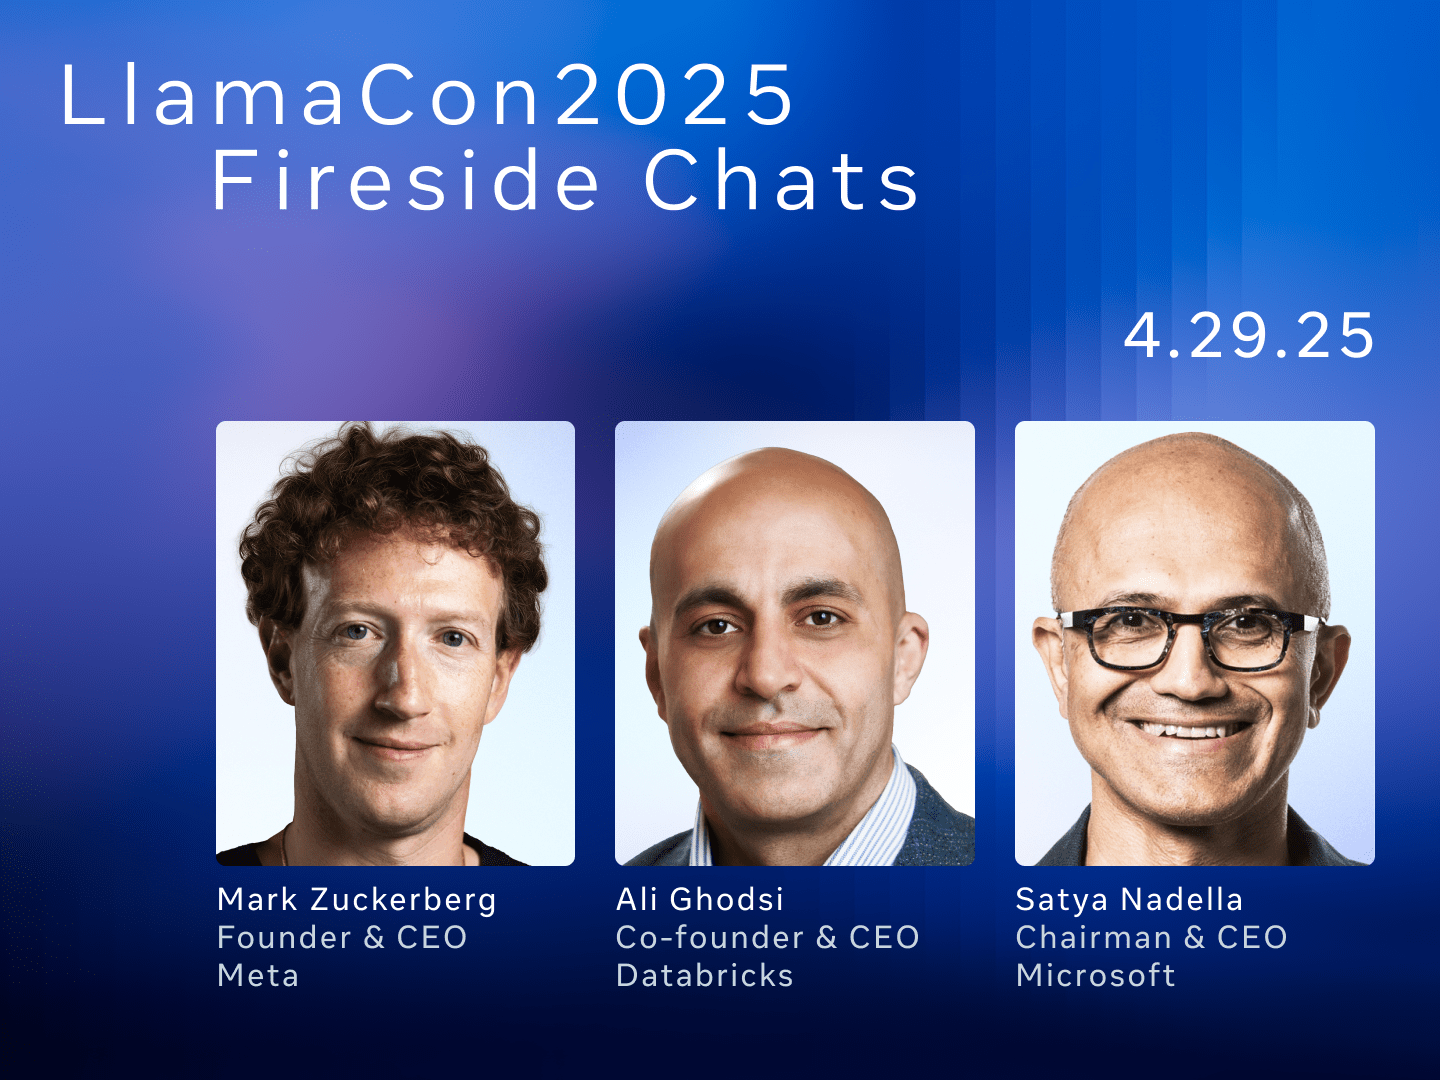 LlamaCon2025
Fireside Chats
4.29.25
Mark Zuckerberg
Founder & CEO
Meta
Ali Ghodsi
Co-founder & CEO
Databricks
Satya Nadella
Chairman & CEO
Microsoft